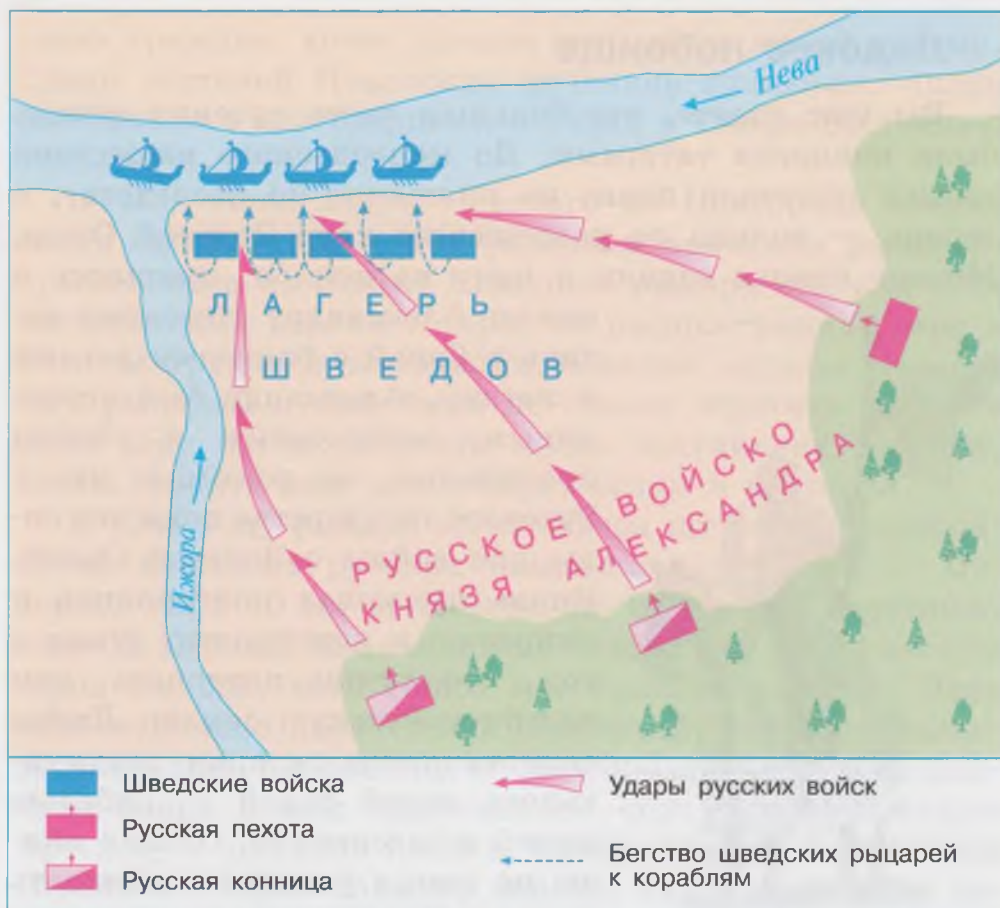 Нева
ЛАГЕРЬ
ШВЕДОВ
Ижора
РУССКОЕ ВОЙСКО
КНЯЗЯ АЛЕКСАНДРА
Шведские войска
Русская пехота
Русская конница
Удары русских войск
Бегство шведских рыцарей
к кораблям